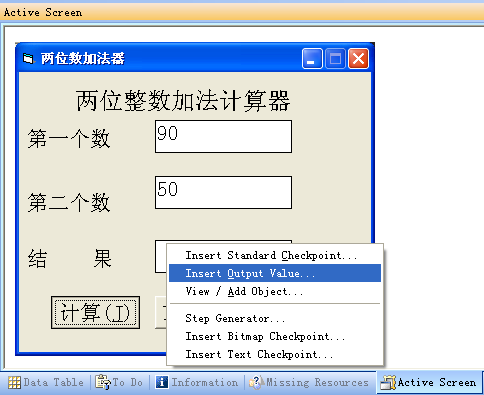 Active Screen
两位数加法器
两位整数加法计算器
第一个数 90
第二个数 50
结 果
Insert Standard Checkpoint...
Insert Output Value...
View / Add Object...
Step Generator...
Insert Bitmap Checkpoint...
Insert Text Checkpoint...
计算(J)
Data Table To Do Information Missing Resources Active Screen